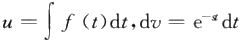 u = ∫ f (t)dt, dv = e^{-st} dt